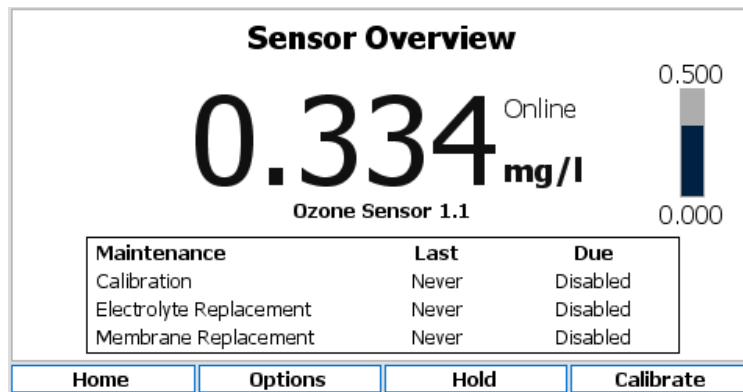 Sensor Overview
0.500
0.334 Online
mg/l
Ozone Sensor 1.1
0.000
Maintenance Last Due
Calibration Never Disabled
Electrolyte Replacement Never Disabled
Membrane Replacement Never Disabled
Home Options Hold Calibrate